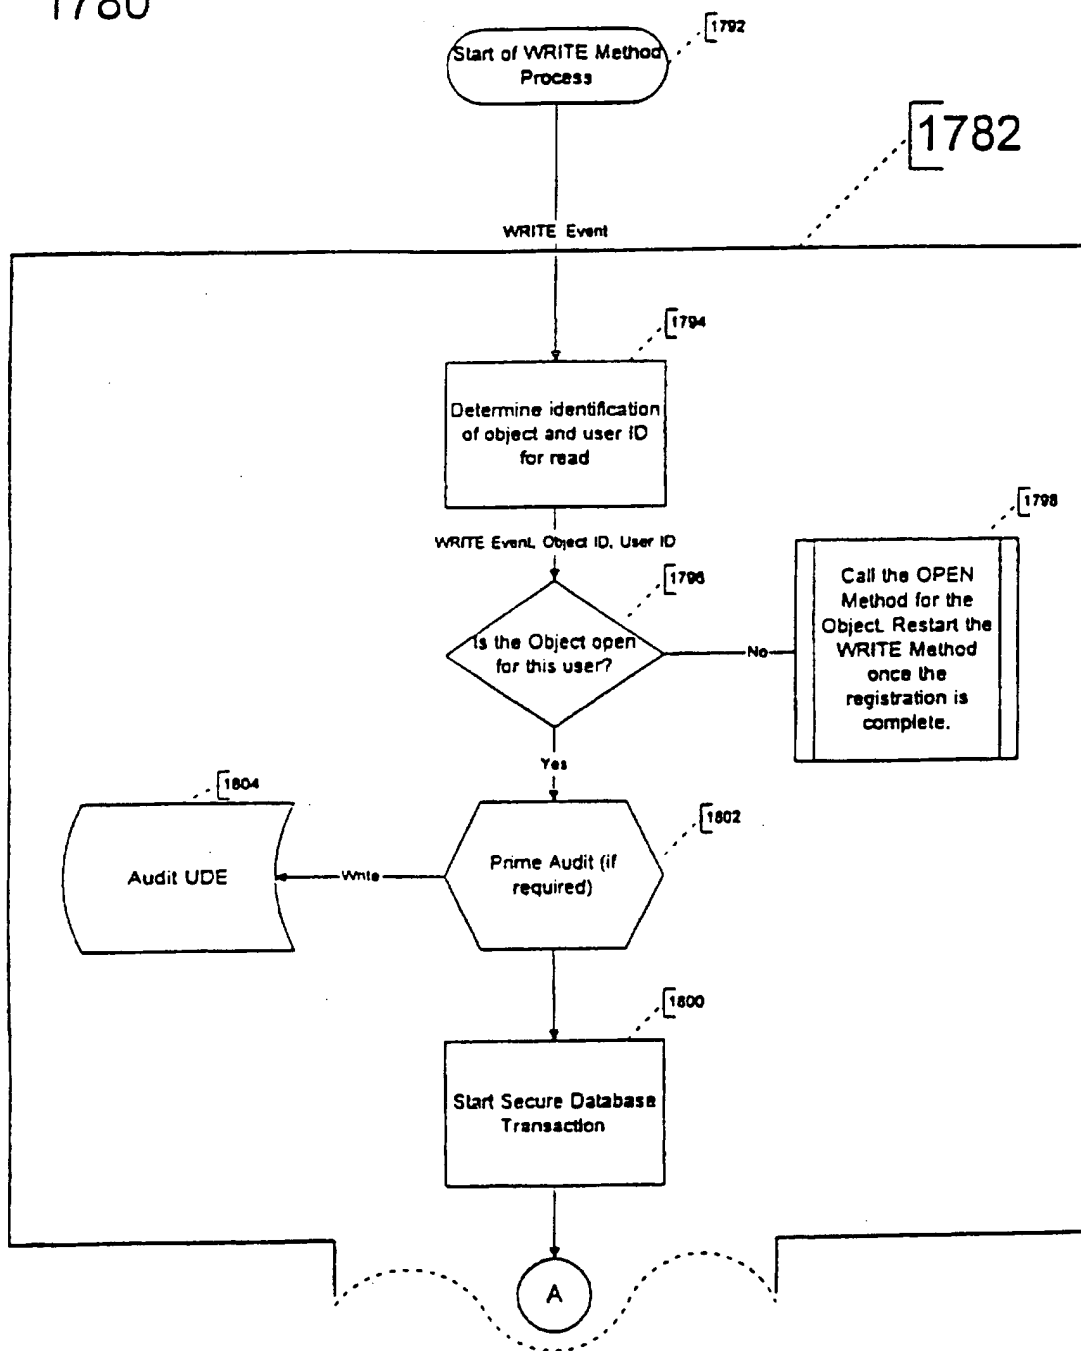 1780
Start of WRITE Method
Process
1792
1782
WRITE Event
1794
Determine identification
of object and user ID
for read
WRITE Event, Object ID, User ID
1796
Is the Object open
for this user?
No
1798
Call the OPEN
Method for the
Object. Restart the
WRITE Method
once the
registration is
complete.
Yes
1804
Audit UDE
Write
1802
Prime Audit (if
required)
1800
Start Secure Database
Transaction
A